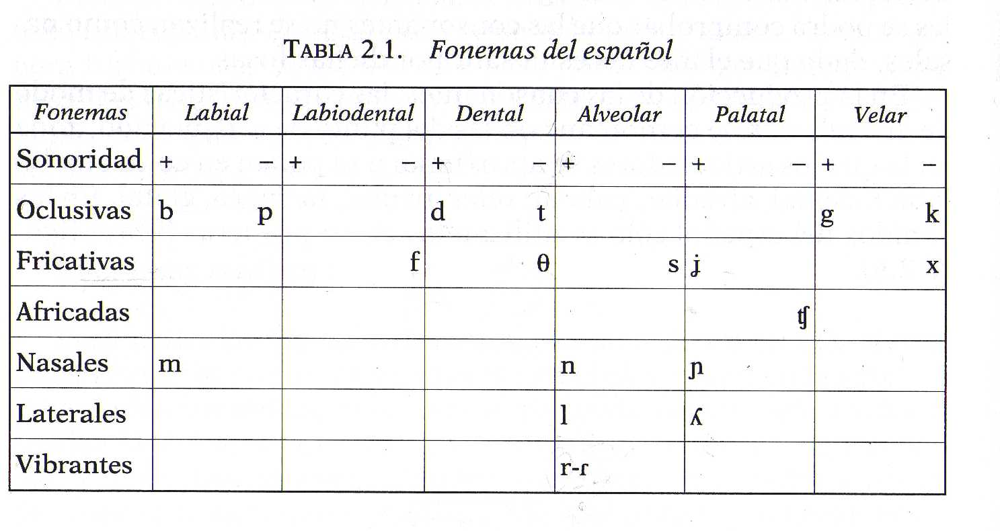 TABLA 2.1. Fonemas del español
Fonemas Labial Labiodental Dental Alveolar Palatal Velar
Sonoridad + − + − + − + − + − + −
Oclusivas b p d t g k
Fricativas f θ s ʝ x
Africadas ʧ
Nasales m n ɲ
Laterales l ʎ
Vibrantes r-ɾ